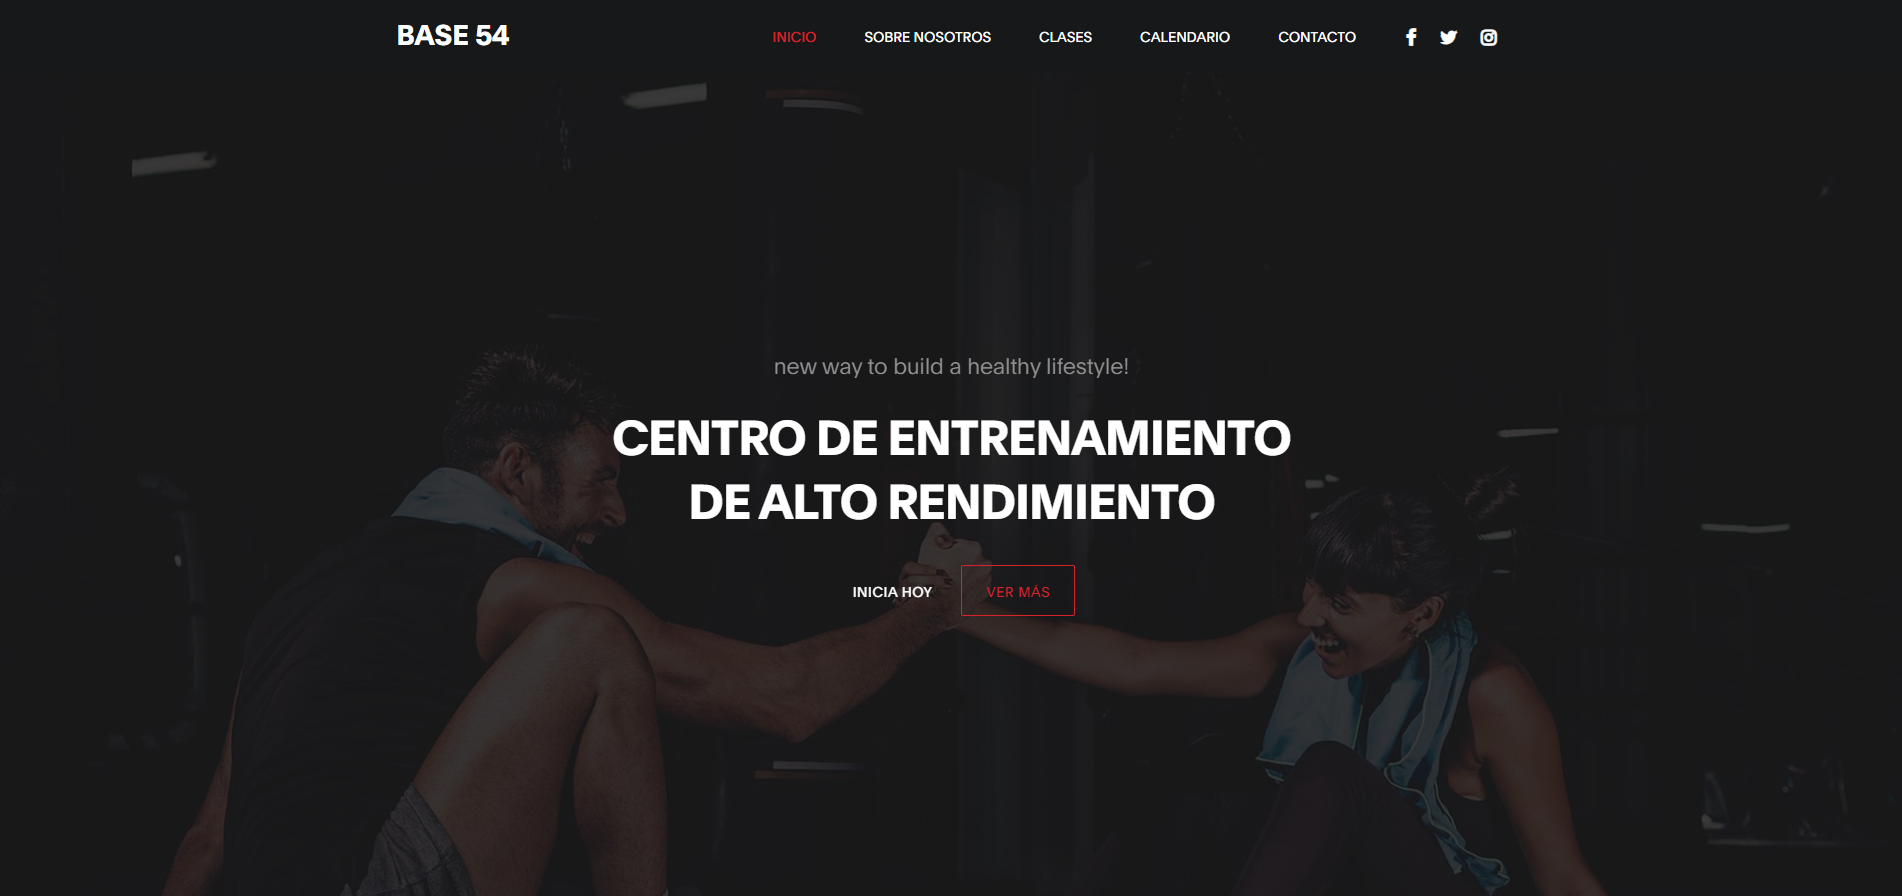 BASE 54
INICIO SOBRE NOSOTROS CLASES CALENDARIO CONTACTO
new way to build a healthy lifestyle!
CENTRO DE ENTRENAMIENTO
DE ALTO RENDIMIENTO
INICIA HOY VER MÁS